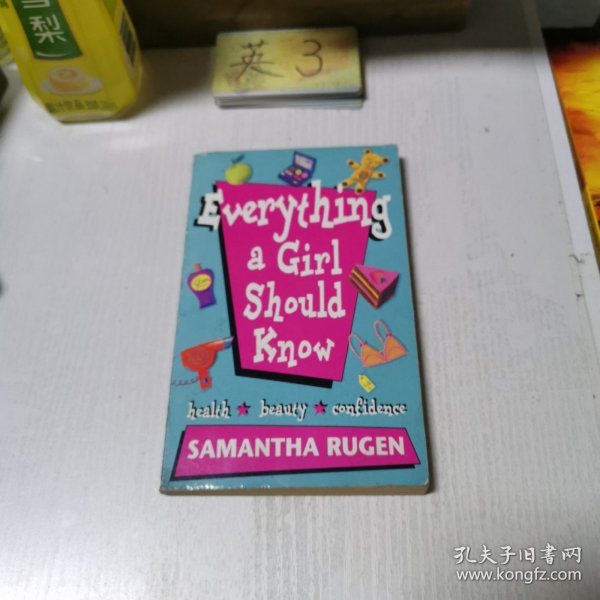 雪梨
英 3
Everything
a Girl
Should
Know
health ★ beauty ★ confidence
SAMANTHA RUGEN
孔夫子旧书网
www.kongfz.com